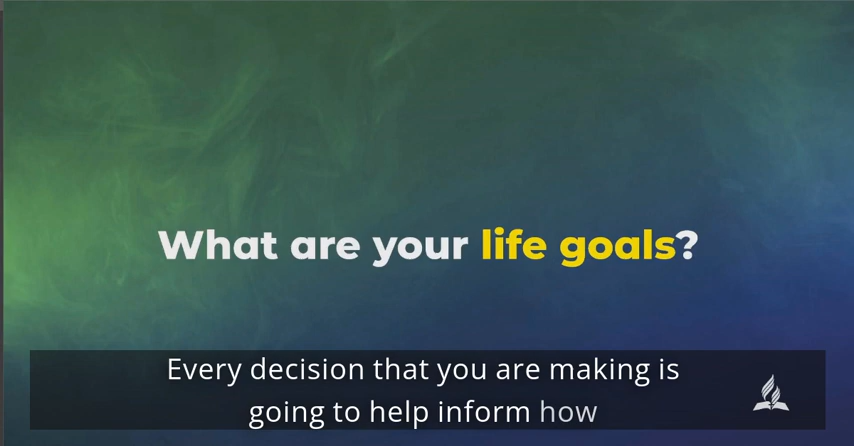 What are your life goals?
Every decision that you are making is
going to help inform how